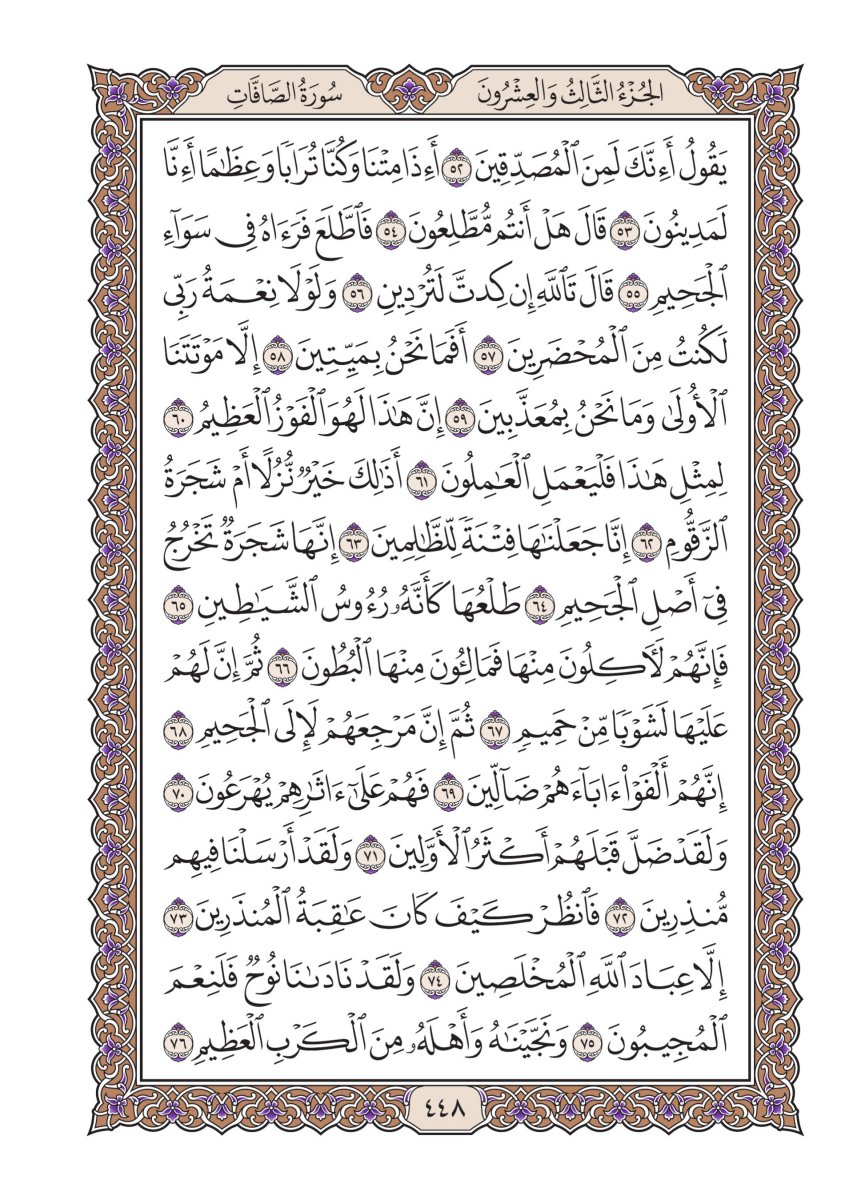 الجُزْءُ الثَّالِثُ وَالعِشْرُونَ سُورَةُ الصَّافَّاتِ
يَقُولُ أَءِنَّكَ لَمِنَ ٱلۡمُصَدِّقِينَ ٥٢ أَءِذَا مِتۡنَا وَكُنَّا تُرَابٗا وَعِظَٰمًا أَءِنَّا
لَمَدِينُونَ ٥٣ قَالَ هَلۡ أَنتُم مُّطَّلِعُونَ ٥٤ فَٱطَّلَعَ فَرَءَاهُ فِي سَوَآءِ
ٱلۡجَحِيمِ ٥٥ قَالَ تَٱللَّهِ إِن كِدتَّ لَتُرۡدِينِ ٥٦ وَلَوۡلَا نِعۡمَةُ رَبِّي
لَكُنتُ مِنَ ٱلۡمُحۡضَرِينَ ٥٧ أَفَمَا نَحۡنُ بِمَيِّتِينَ ٥٨ إِلَّا مَوۡتَتَنَا
ٱلۡأُولَىٰ وَمَا نَحۡنُ بِمُعَذَّبِينَ ٥٩ إِنَّ هَٰذَا لَهُوَ ٱلۡفَوۡزُ ٱلۡعَظِيمُ ٦٠
لِمِثۡلِ هَٰذَا فَلۡيَعۡمَلِ ٱلۡعَٰمِلُونَ ٦١ أَذَٰلِكَ خَيۡرٞ نُّزُلًا أَمۡ شَجَرَةُ
ٱلزَّقُّومِ ٦٢ إِنَّا جَعَلۡنَٰهَا فِتۡنَةٗ لِّلظَّٰلِمِينَ ٦٣ إِنَّهَا شَجَرَةٞ تَخۡرُجُ
فِيٓ أَصۡلِ ٱلۡجَحِيمِ ٦٤ طَلۡعُهَا كَأَنَّهُۥ رُءُوسُ ٱلشَّيَٰطِينِ ٦٥
فَإِنَّهُمۡ لَأٓكِلُونَ مِنۡهَا فَمَالِـُٔونَ مِنۡهَا ٱلۡبُطُونَ ٦٦ ثُمَّ إِنَّ لَهُمۡ
عَلَيۡهَا لَشَوۡبٗا مِّنۡ حَمِيمٖ ٦٧ ثُمَّ إِنَّ مَرۡجِعَهُمۡ لَإِلَى ٱلۡجَحِيمِ ٦٨
إِنَّهُمۡ أَلۡفَوۡاْ ءَابَآءَهُمۡ ضَآلِّينَ ٦٩ فَهُمۡ عَلَىٰٓ ءَاثَٰرِهِمۡ يُهۡرَعُونَ ٧٠
وَلَقَدۡ ضَلَّ قَبۡلَهُمۡ أَكۡثَرُ ٱلۡأَوَّلِينَ ٧١ وَلَقَدۡ أَرۡسَلۡنَا فِيهِم
مُّنذِرِينَ ٧٢ فَٱنظُرۡ كَيۡفَ كَانَ عَٰقِبَةُ ٱلۡمُنذَرِينَ ٧٣
إِلَّا عِبَادَ ٱللَّهِ ٱلۡمُخۡلَصِينَ ٧٤ وَلَقَدۡ نَادَىٰنَا نُوحٞ فَلَنِعۡمَ
ٱلۡمُجِيبُونَ ٧٥ وَنَجَّيۡنَٰهُ وَأَهۡلَهُۥ مِنَ ٱلۡكَرۡبِ ٱلۡعَظِيمِ ٧٦
٤٤٨